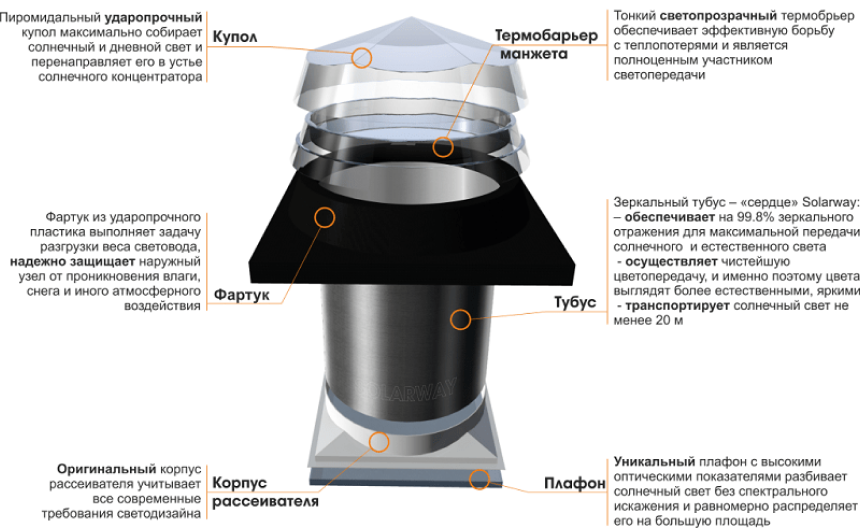 Пиромидальный ударопрочный
купол максимально собирает
солнечный и дневной свет и
перенаправляет его в устье
солнечного концентратора
Купол
Термобарьер
манжета
Тонкий светопрозрачный термобрьер
обеспечивает эффективную борьбу
с теплопотерями и является
полноценным участником
светопередачи
Фартук из ударопрочного
пластика выполняет задачу
разгрузки веса световода,
надежно защищает наружный
узел от проникновения влаги,
снега и иного атмосферного
воздействия
Фартук
Тубус
Зеркальный тубус – «сердце» Solarway:
– обеспечивает на 99.8% зеркального
отражения для максимальной передачи
солнечного и естественного света
- осуществляет чистейшую
цветопередачу, и именно поэтому цвета
выглядят более естественными, яркими
- транспортирует солнечный свет не
менее 20 м
SOLARWAY
Оригинальный корпус
рассеивателя учитывает
все современные
требования светодизайна
Корпус
рассеивателя
Плафон
Уникальный плафон с высокими
оптическими показателями разбивает
солнечный свет без спектрального
искажения и равномерно распределяет
его на большую площадь